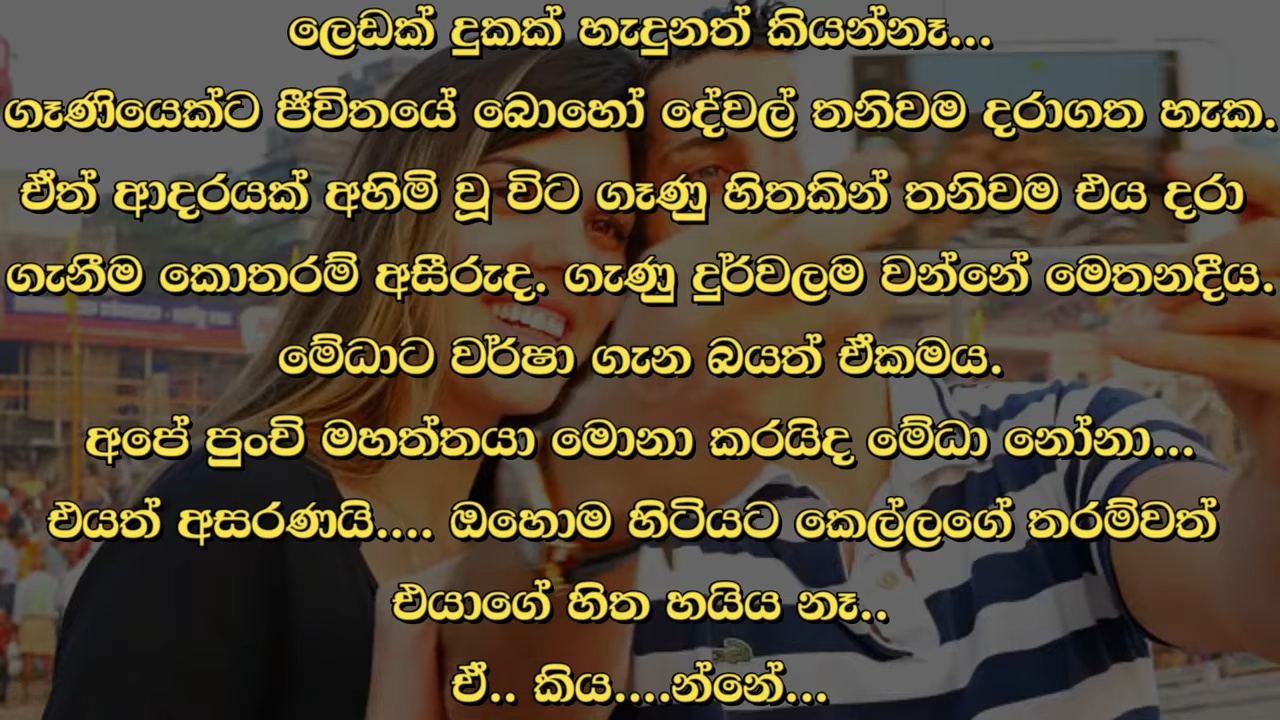 ලෙඩක් දුකක් හැදුනත් කියන්නෑ...
ගෑණියෙක්ට ජීවිතයේ බොහෝ දේවල් තනිවම දරාගත හැක.
ඒත් ආදරයක් අහිමි වූ විට ගෑණු හිතකින් තනිවම එය දරා
ගැනීම කොතරම් අසීරුද. ගැණු දුර්වලම වන්නේ මෙතනදීය.
මේධාට වර්ෂා ගැන බයත් ඒකමය.
අපේ පුංචි මහත්තයා මොනා කරයිද මේධා නෝනා...
එයත් අසරණයි.... ඔහොම හිටියට කෙල්ලගේ තරම්වත්
එයාගේ හිත හයිය නෑ..
ඒ.. කිය....න්නේ...